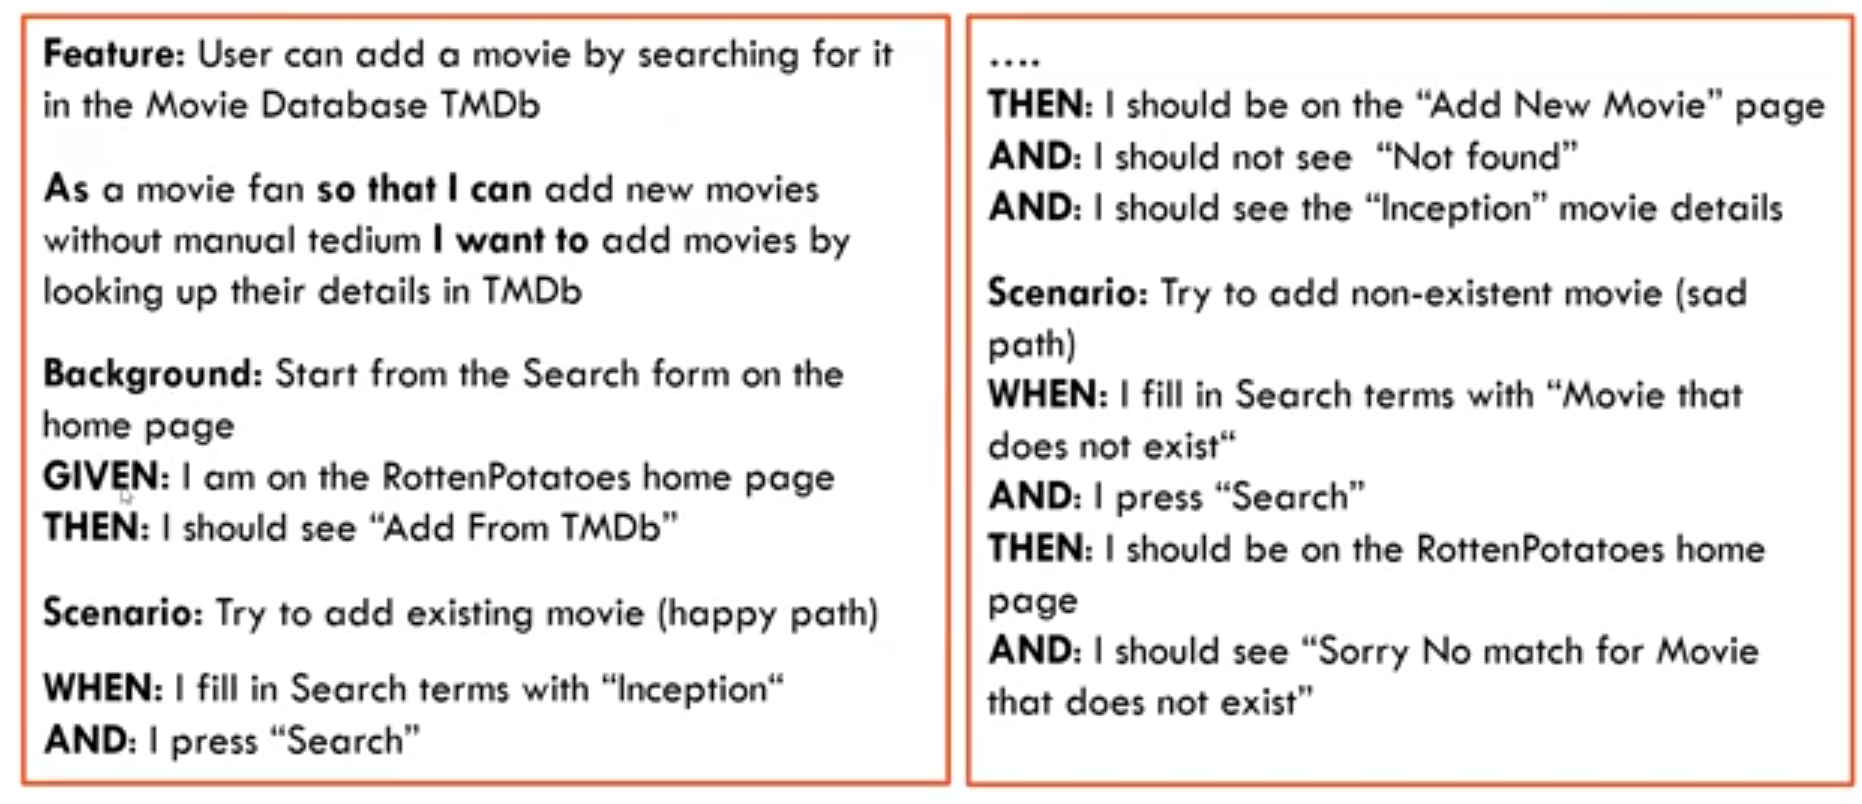 Feature: User can add a movie by searching for it
in the Movie Database TMDb
As a movie fan so that I can add new movies
without manual tedium I want to add movies by
looking up their details in TMDb
Background: Start from the Search form on the
home page
GIVEN: I am on the RottenPotatoes home page
THEN: I should see “Add From TMDb”
Scenario: Try to add existing movie (happy path)
WHEN: I fill in Search terms with “Inception“
AND: I press “Search”
....
THEN: I should be on the “Add New Movie” page
AND: I should not see “Not found”
AND: I should see the “Inception” movie details
Scenario: Try to add non-existent movie (sad
path)
WHEN: I fill in Search terms with “Movie that
does not exist“
AND: I press “Search”
THEN: I should be on the RottenPotatoes home
page
AND: I should see “Sorry No match for Movie
that does not exist”